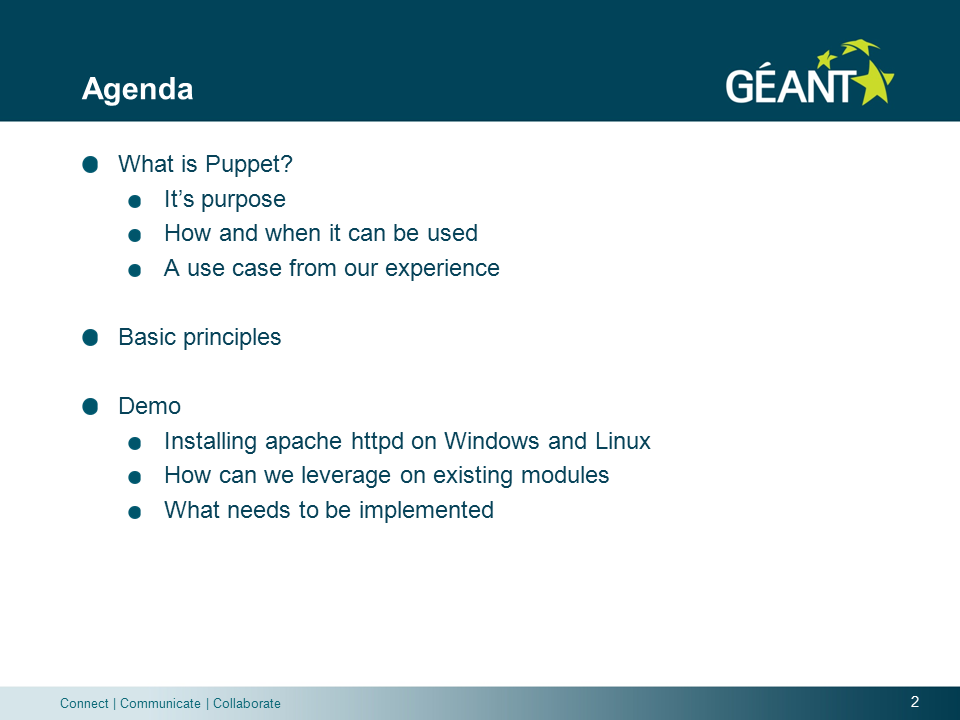 Agenda
GÉANT
What is Puppet?
It’s purpose
How and when it can be used
A use case from our experience
Basic principles
Demo
Installing apache httpd on Windows and Linux
How can we leverage on existing modules
What needs to be implemented
Connect | Communicate | Collaborate
2